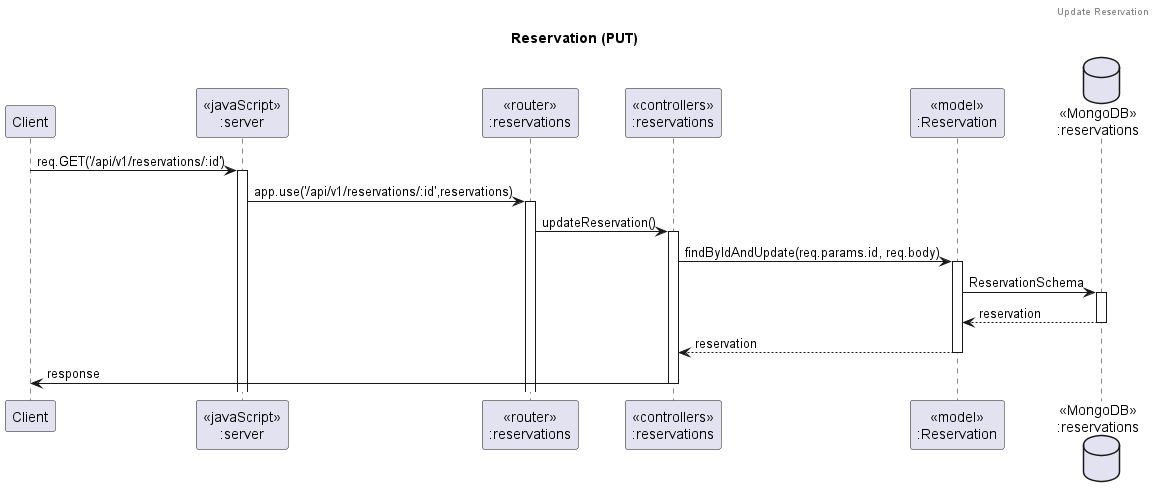 Update Reservation
Reservation (PUT)
Client
«javaScript»
:server
«router»
:reservations
«controllers»
:reservations
«model»
:Reservation
«MongoDB»
:reservations
req.GET('/api/v1/reservations/:id')
app.use('/api/v1/reservations/:id',reservations)
updateReservation()
findByIdAndUpdate(req.params.id, req.body)
ReservationSchema
reservation
reservation
response
Client
«javaScript»
:server
«router»
:reservations
«controllers»
:reservations
«model»
:Reservation
«MongoDB»
:reservations